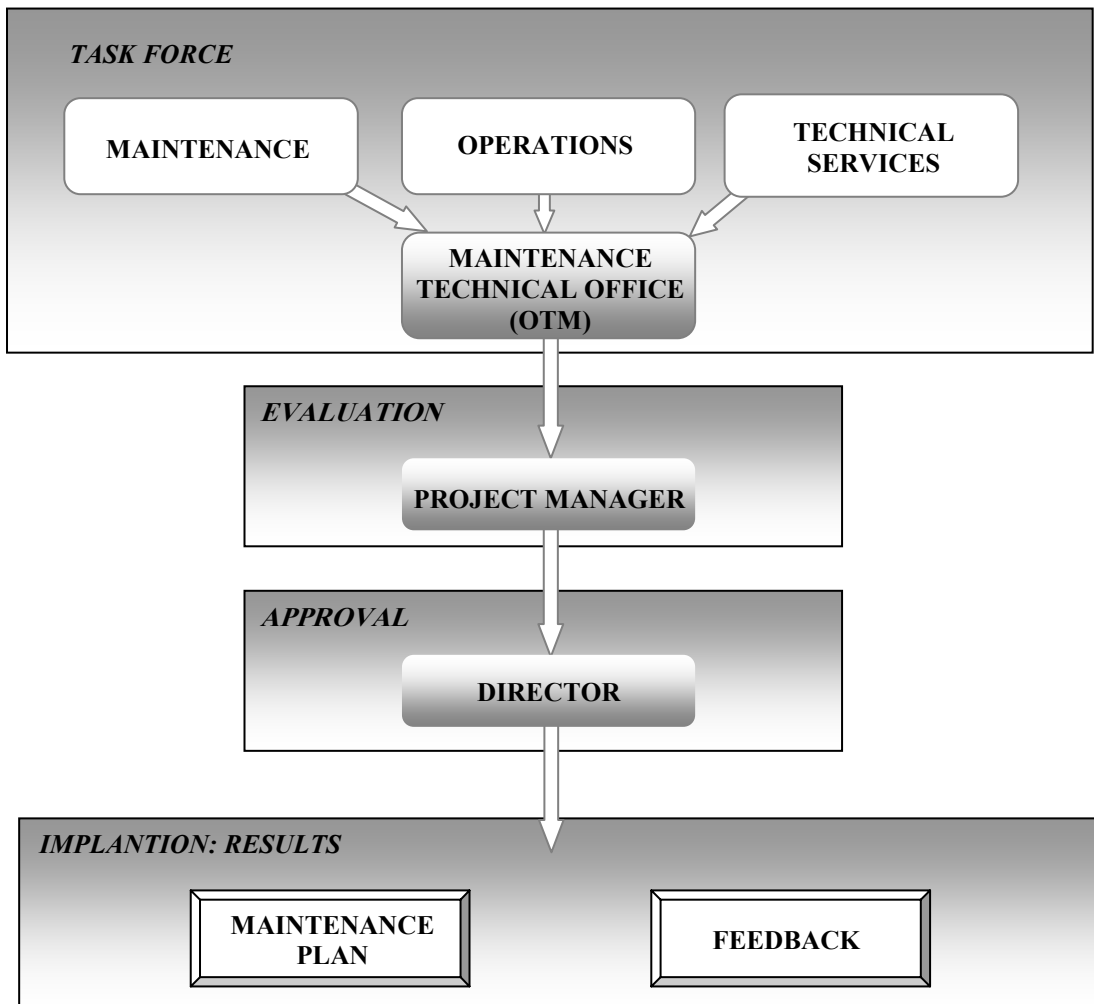 TASK FORCE
MAINTENANCE
OPERATIONS
TECHNICAL
SERVICES
MAINTENANCE
TECHNICAL OFFICE
(OTM)
EVALUATION
PROJECT MANAGER
APPROVAL
DIRECTOR
IMPLANTION: RESULTS
MAINTENANCE
PLAN
FEEDBACK